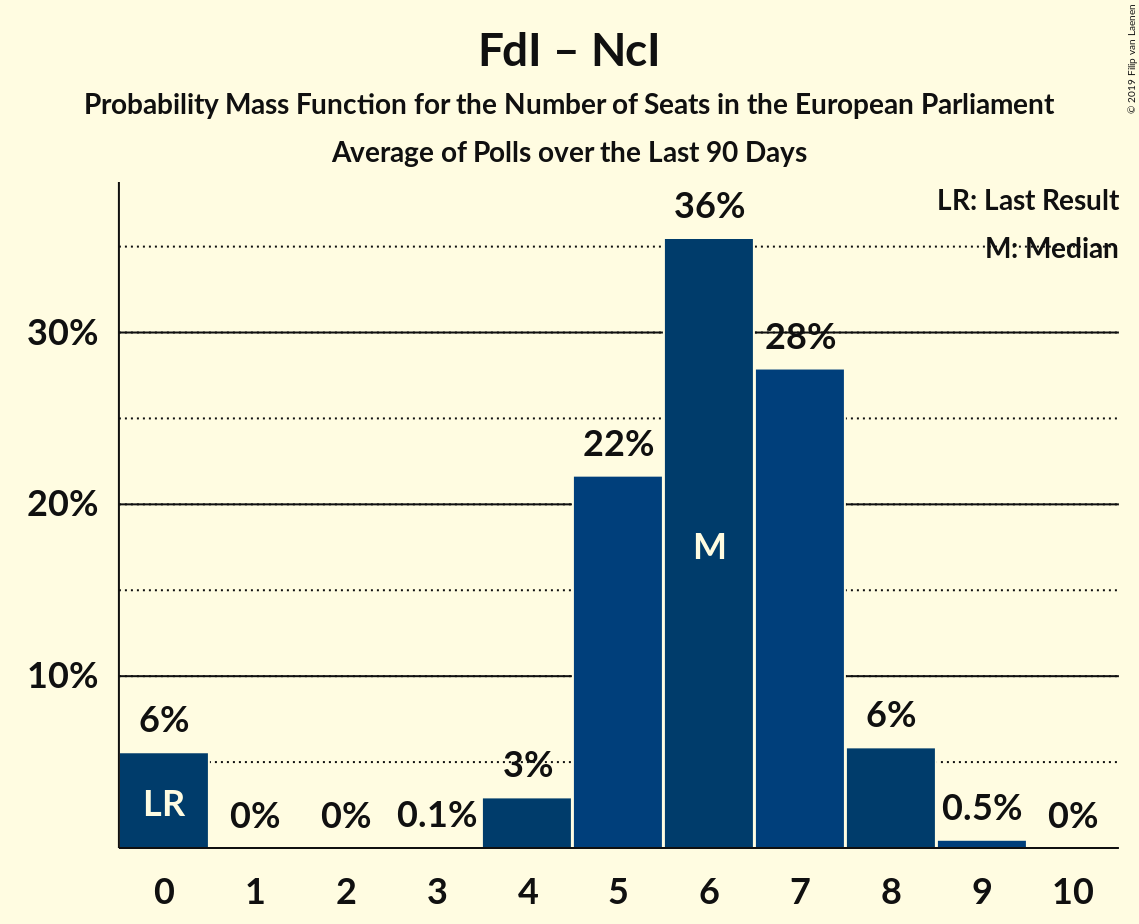 FdI – NcI
Probability Mass Function for the Number of Seats in the European Parliament
Average of Polls over the Last 90 Days
© 2019 Filip van Laenen
LR: Last Result
M: Median
36%
30%
28%
22%
20%
M
10%
6%
6%
3%
LR
0%
0%
0.1%
0.5%
0%
0 1 2 3 4 5 6 7 8 9 10